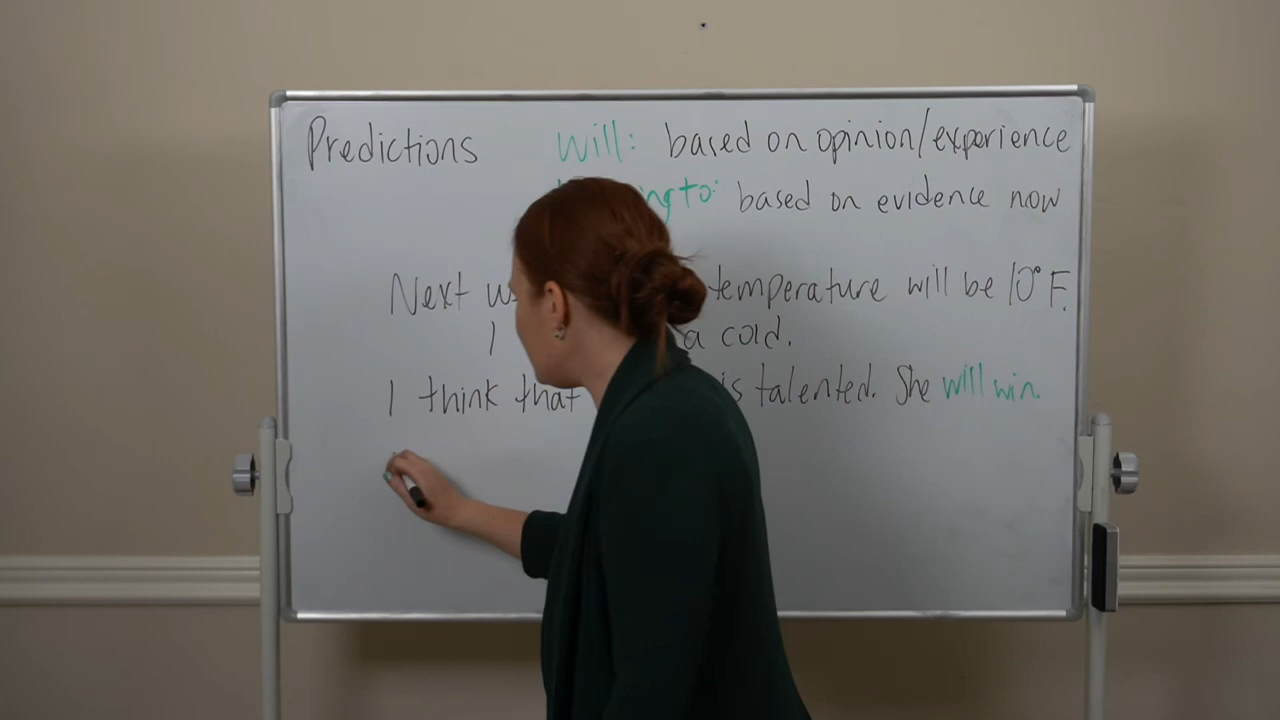 Predictions will: based on opinion/experience
to: based on evidence now
Next temperature will be 10° F.
I a cold.
I think that is talented. She will win.